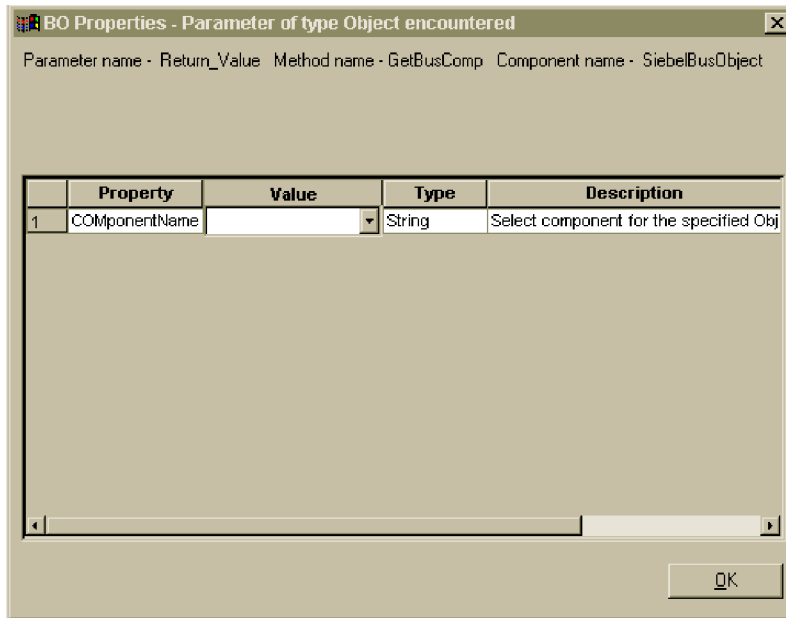 BO Properties - Parameter of type Object encountered
Parameter name - Return_Value Method name - GetBusComp Component name - SiebelBusObject
Property Value Type Description
1 COMponentName String Select component for the specified Obj
OK